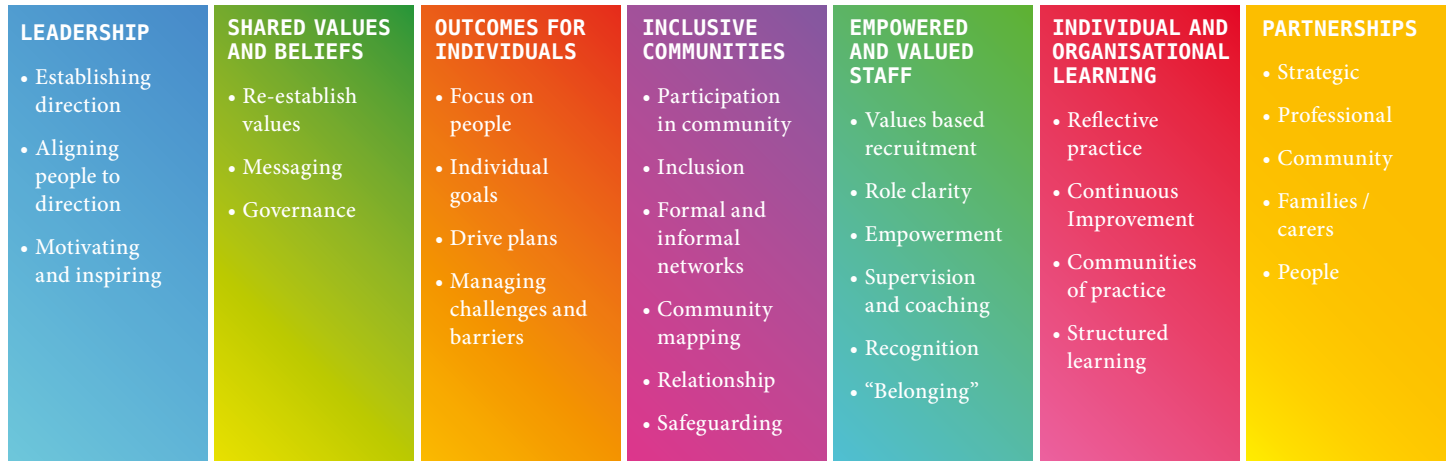 LEADERSHIP
• Establishing
direction
• Aligning
people to
direction
• Motivating
and inspiring
SHARED VALUES
AND BELIEFS
• Re-establish
values
• Messaging
• Governance
OUTCOMES FOR
INDIVIDUALS
• Focus on
people
• Individual
goals
• Drive plans
• Managing
challenges and
barriers
INCLUSIVE
COMMUNITIES
• Participation
in community
• Inclusion
• Formal and
informal
networks
• Community
mapping
• Relationship
• Safeguarding
EMPOWERED
AND VALUED
STAFF
• Values based
recruitment
• Role clarity
• Empowerment
• Supervision
and coaching
• Recognition
• “Belonging”
INDIVIDUAL AND
ORGANISATIONAL
LEARNING
• Reflective
practice
• Continuous
Improvement
• Communities
of practice
• Structured
learning
PARTNERSHIPS
• Strategic
• Professional
• Community
• Families /
carers
• People